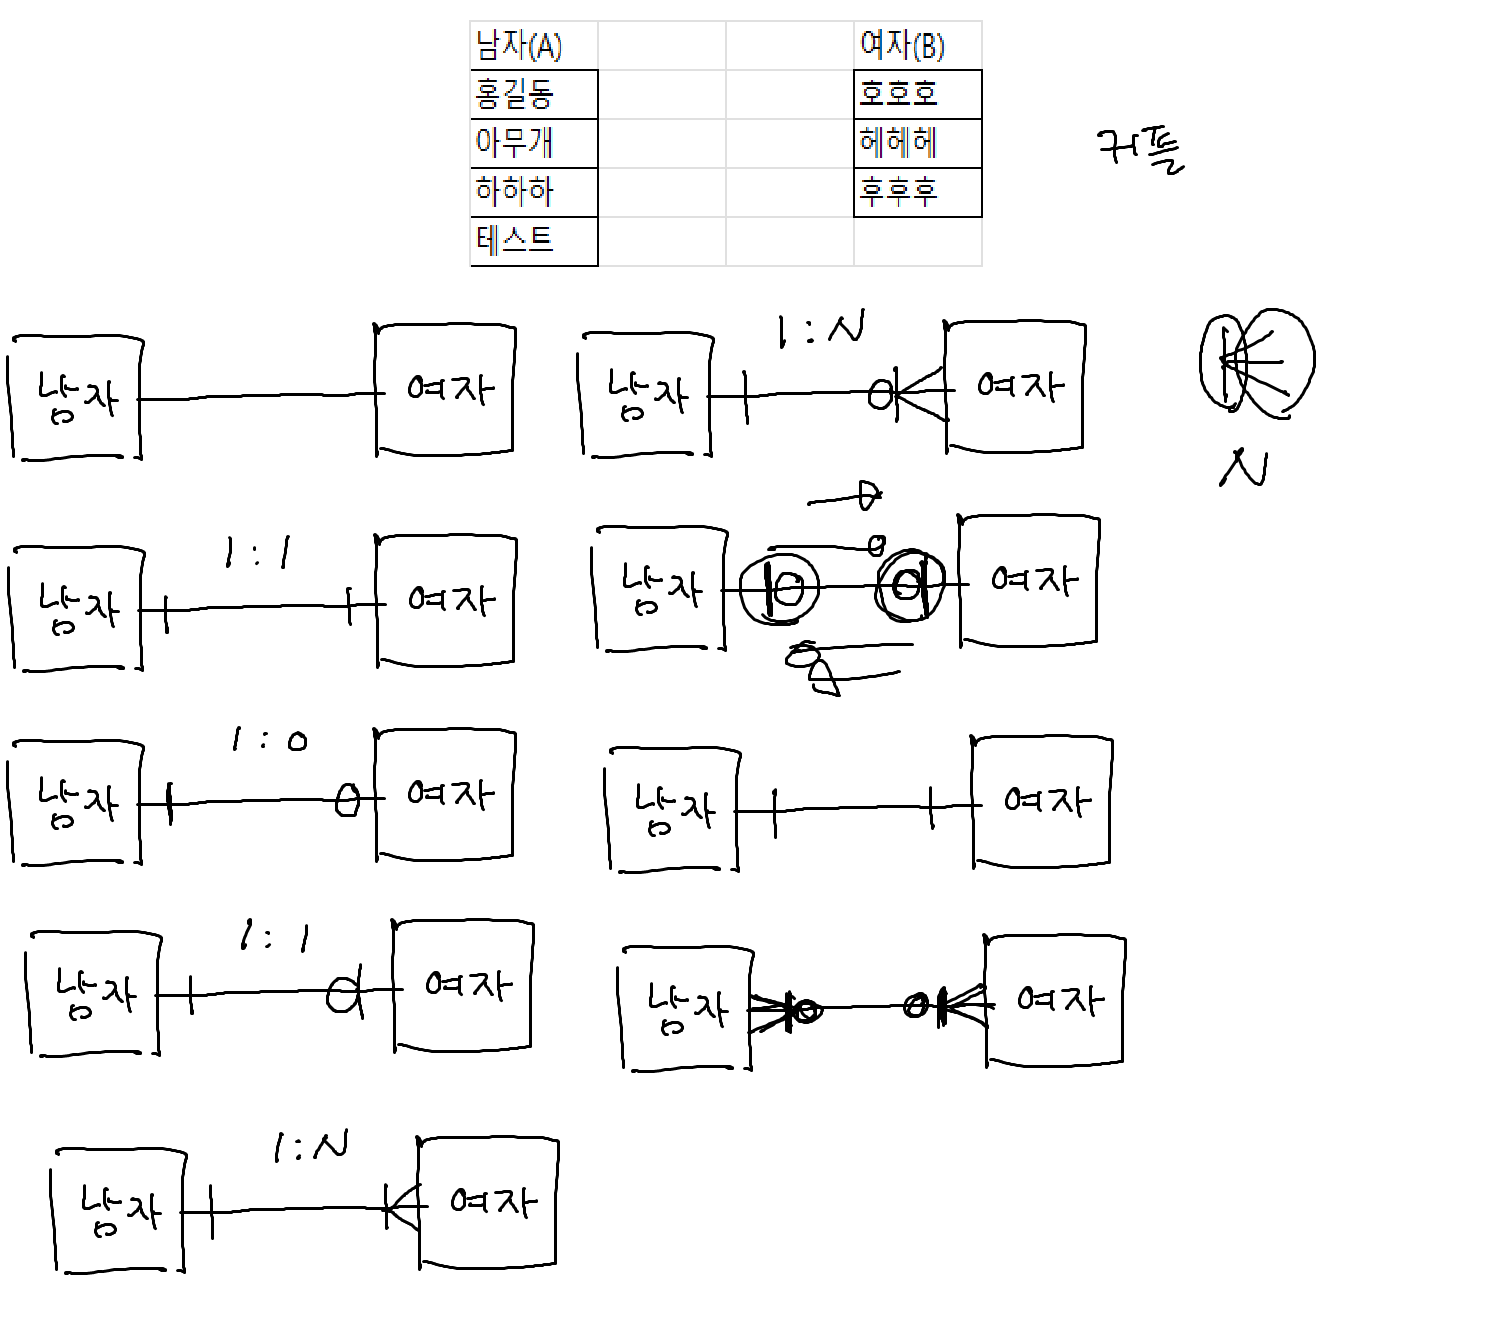 남자(A) 여자(B)
홍길동 호호호
아무개 헤헤헤
하하하 후후후
테스트
커플
남자 여자
1 : N
남자 여자
N
1 : 1
남자 여자
남자 여자
1 : 0
남자 여자
남자 여자
1 : 1
남자 여자
남자 여자
1 : N
남자 여자